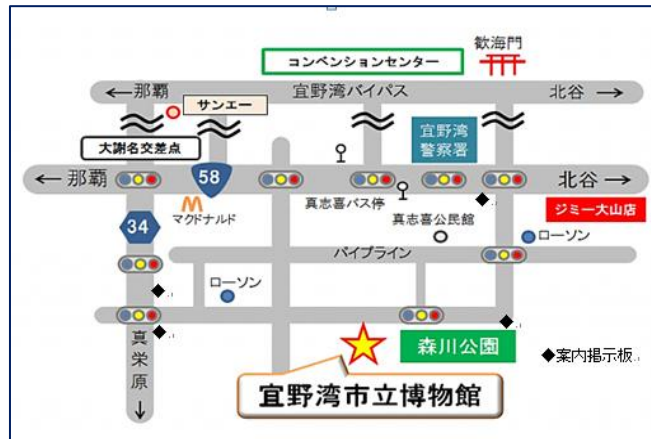 歓海門
コンベンションセンター
←那覇
サンエー
宜野湾バイパス
北谷→
大謝名交差点
宜野湾
警察署
←那覇
58
北谷→
マクドナルド
真志喜バス停
真志喜公民館
ジミー大山店
34
ローソン
パイプライン
ローソン
真栄原
↓
森川公園
◆案内掲示板
宜野湾市立博物館